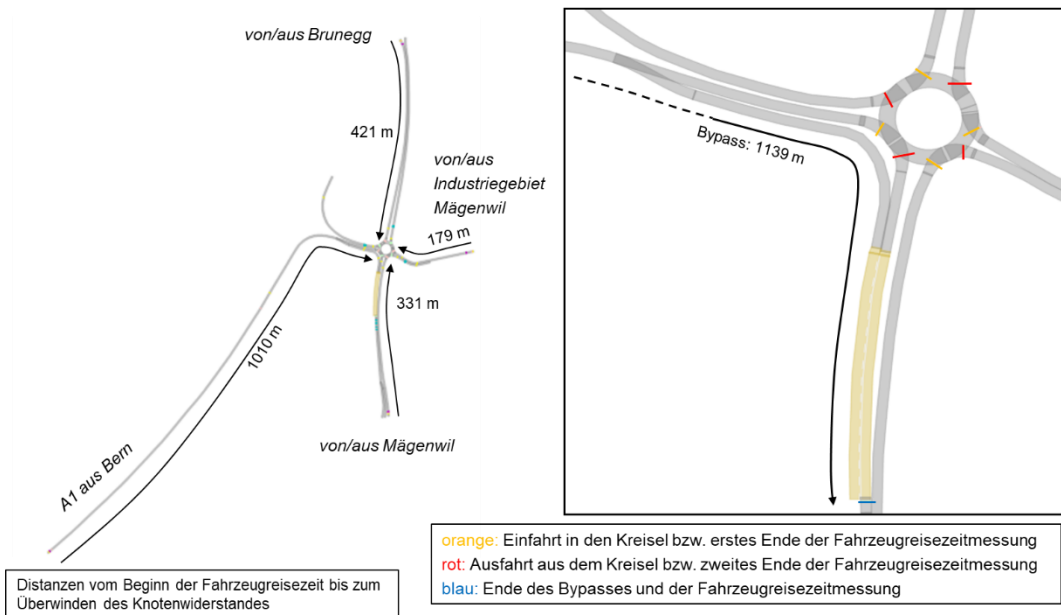 von/aus Brunegg
421 m
von/aus
Industriegebiet
Mägenwil
179 m
331 m
1010 m
von/aus Mägenwil
A1 aus Bern
Distanzen vom Beginn der Fahrzeugreisezeit bis zum
Überwinden des Knotenwiderstandes
Bypass: 1139 m
orange: Einfahrt in den Kreisel bzw. erstes Ende der Fahrzeugreisezeitmessung
rot: Ausfahrt aus dem Kreisel bzw. zweites Ende der Fahrzeugreisezeitmessung
blau: Ende des Bypasses und der Fahrzeugreisezeitmessung